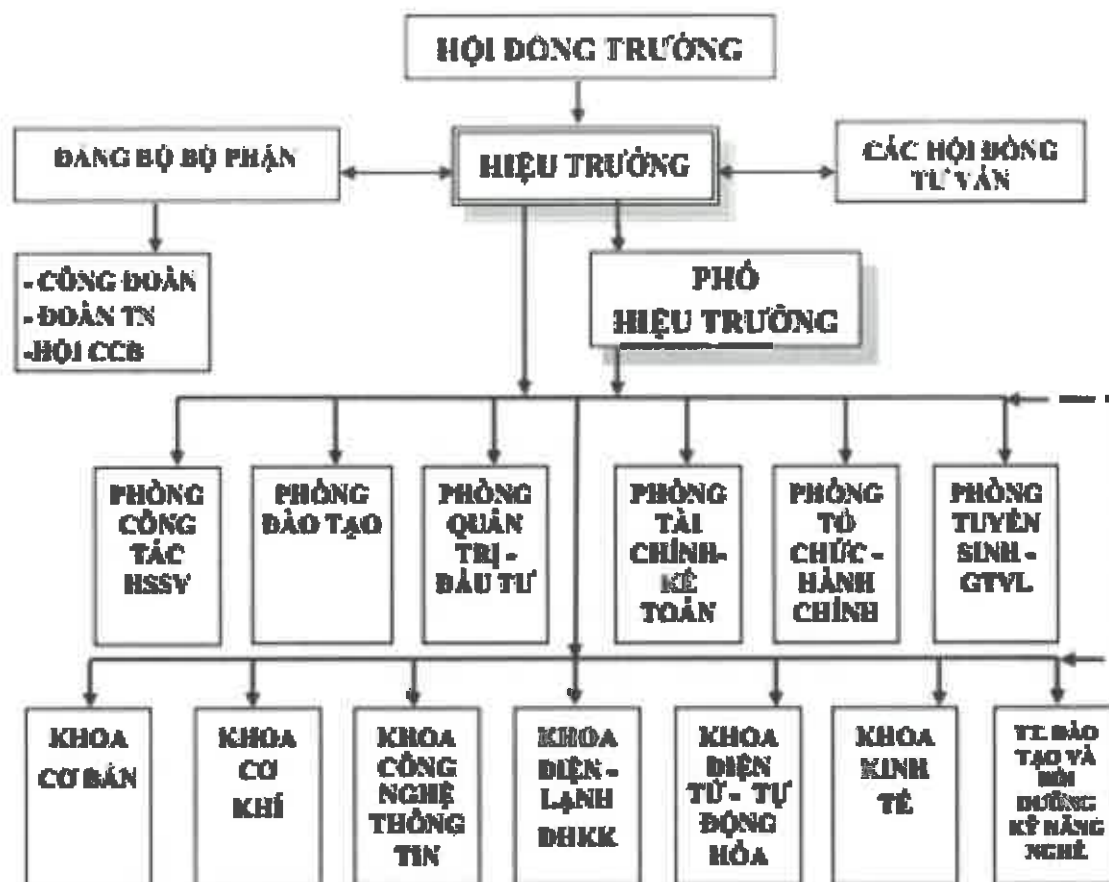 HỘI ĐỒNG TRƯỜNG
ĐẢNG BỘ BỘ PHẬN
HIỆU TRƯỞNG
CÁC HỘI ĐỒNG
TƯ VẤN
- CÔNG ĐOÀN
- ĐOÀN TN
-HỘI CCB
PHÓ
HIỆU TRƯỞNG
PHÒNG
CÔNG
TÁC
HSSV
PHÒNG
ĐÀO TẠO
PHÒNG
QUẢN
TRỊ -
ĐẦU TƯ
PHÒNG
TÀI
CHÍNH-
KẾ
TOÁN
PHÒNG
TỔ
CHỨC -
HÀNH
CHÍNH
PHÒNG
TUYỂN
SINH -
GTVL
KHOA
CƠ BẢN
KHOA
CƠ
KHÍ
KHOA
CÔNG
NGHỆ
THÔNG
TIN
KHOA
ĐIỆN -
LẠNH
ĐHKK
KHOA
ĐIỆN
TỬ - TỰ
ĐỘNG
HÓA
KHOA
KINH
TẾ
TT. ĐÀO
TẠO VÀ
BỒI
DƯỠNG
KỸ NĂNG
NGHỀ